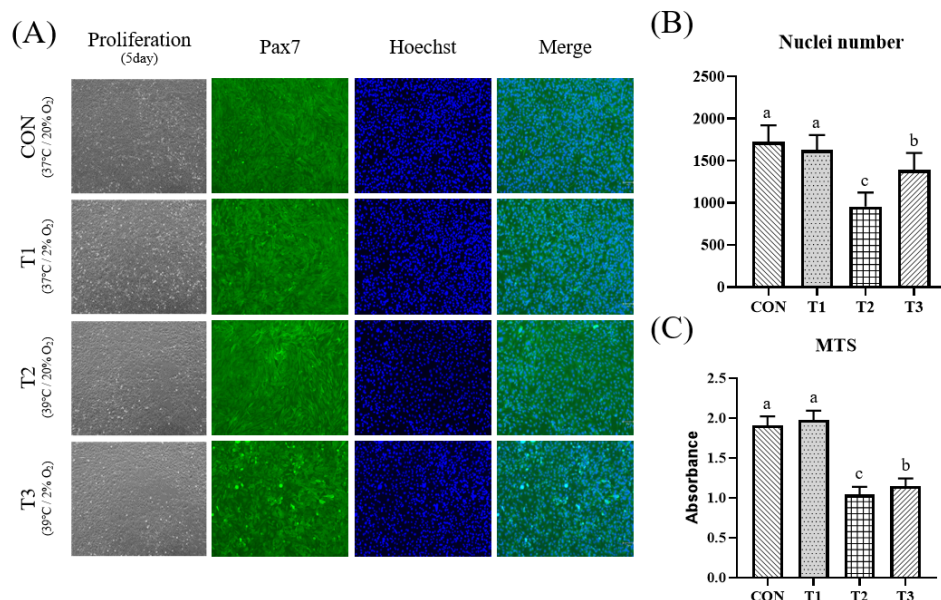 (A)
Proliferation
(5day)
Pax7
Hoechst
Merge
CON
(37°C / 20% O₂)
T1
(37°C / 2% O₂)
T2
(39°C / 20% O₂)
T3
(39°C / 2% O₂)
(B)
Nuclei number
2500
2000
1500
1000
500
0
a
a
c
b
CON T1 T2 T3
(C)
MTS
Absorbance
2.5
2.0
1.5
1.0
0.5
0.0
a
a
c
b
CON T1 T2 T3